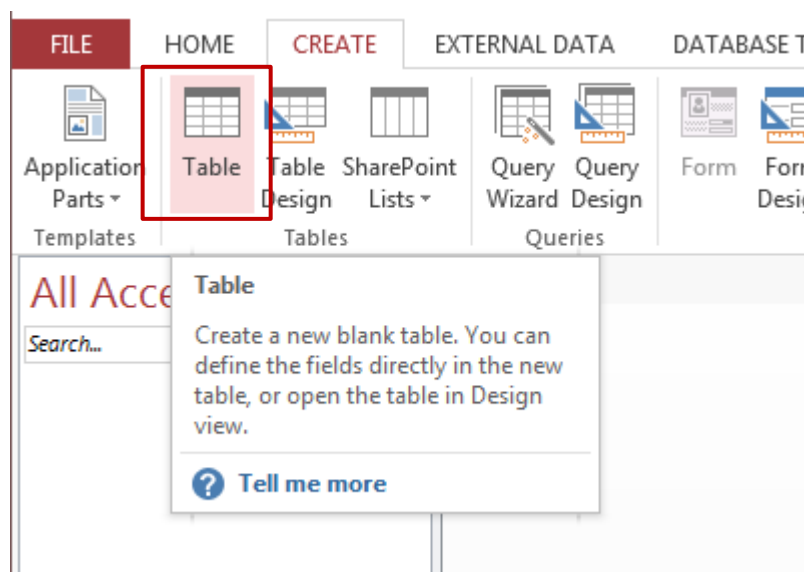 FILE HOME CREATE EXTERNAL DATA DATABASE T
Application Parts Table Table Design SharePoint Lists Query Wizard Query Design Form
Templates Tables Queries
All Acce
Search...
Table
Create a new blank table. You can
define the fields directly in the new
table, or open the table in Design
view.
? Tell me more